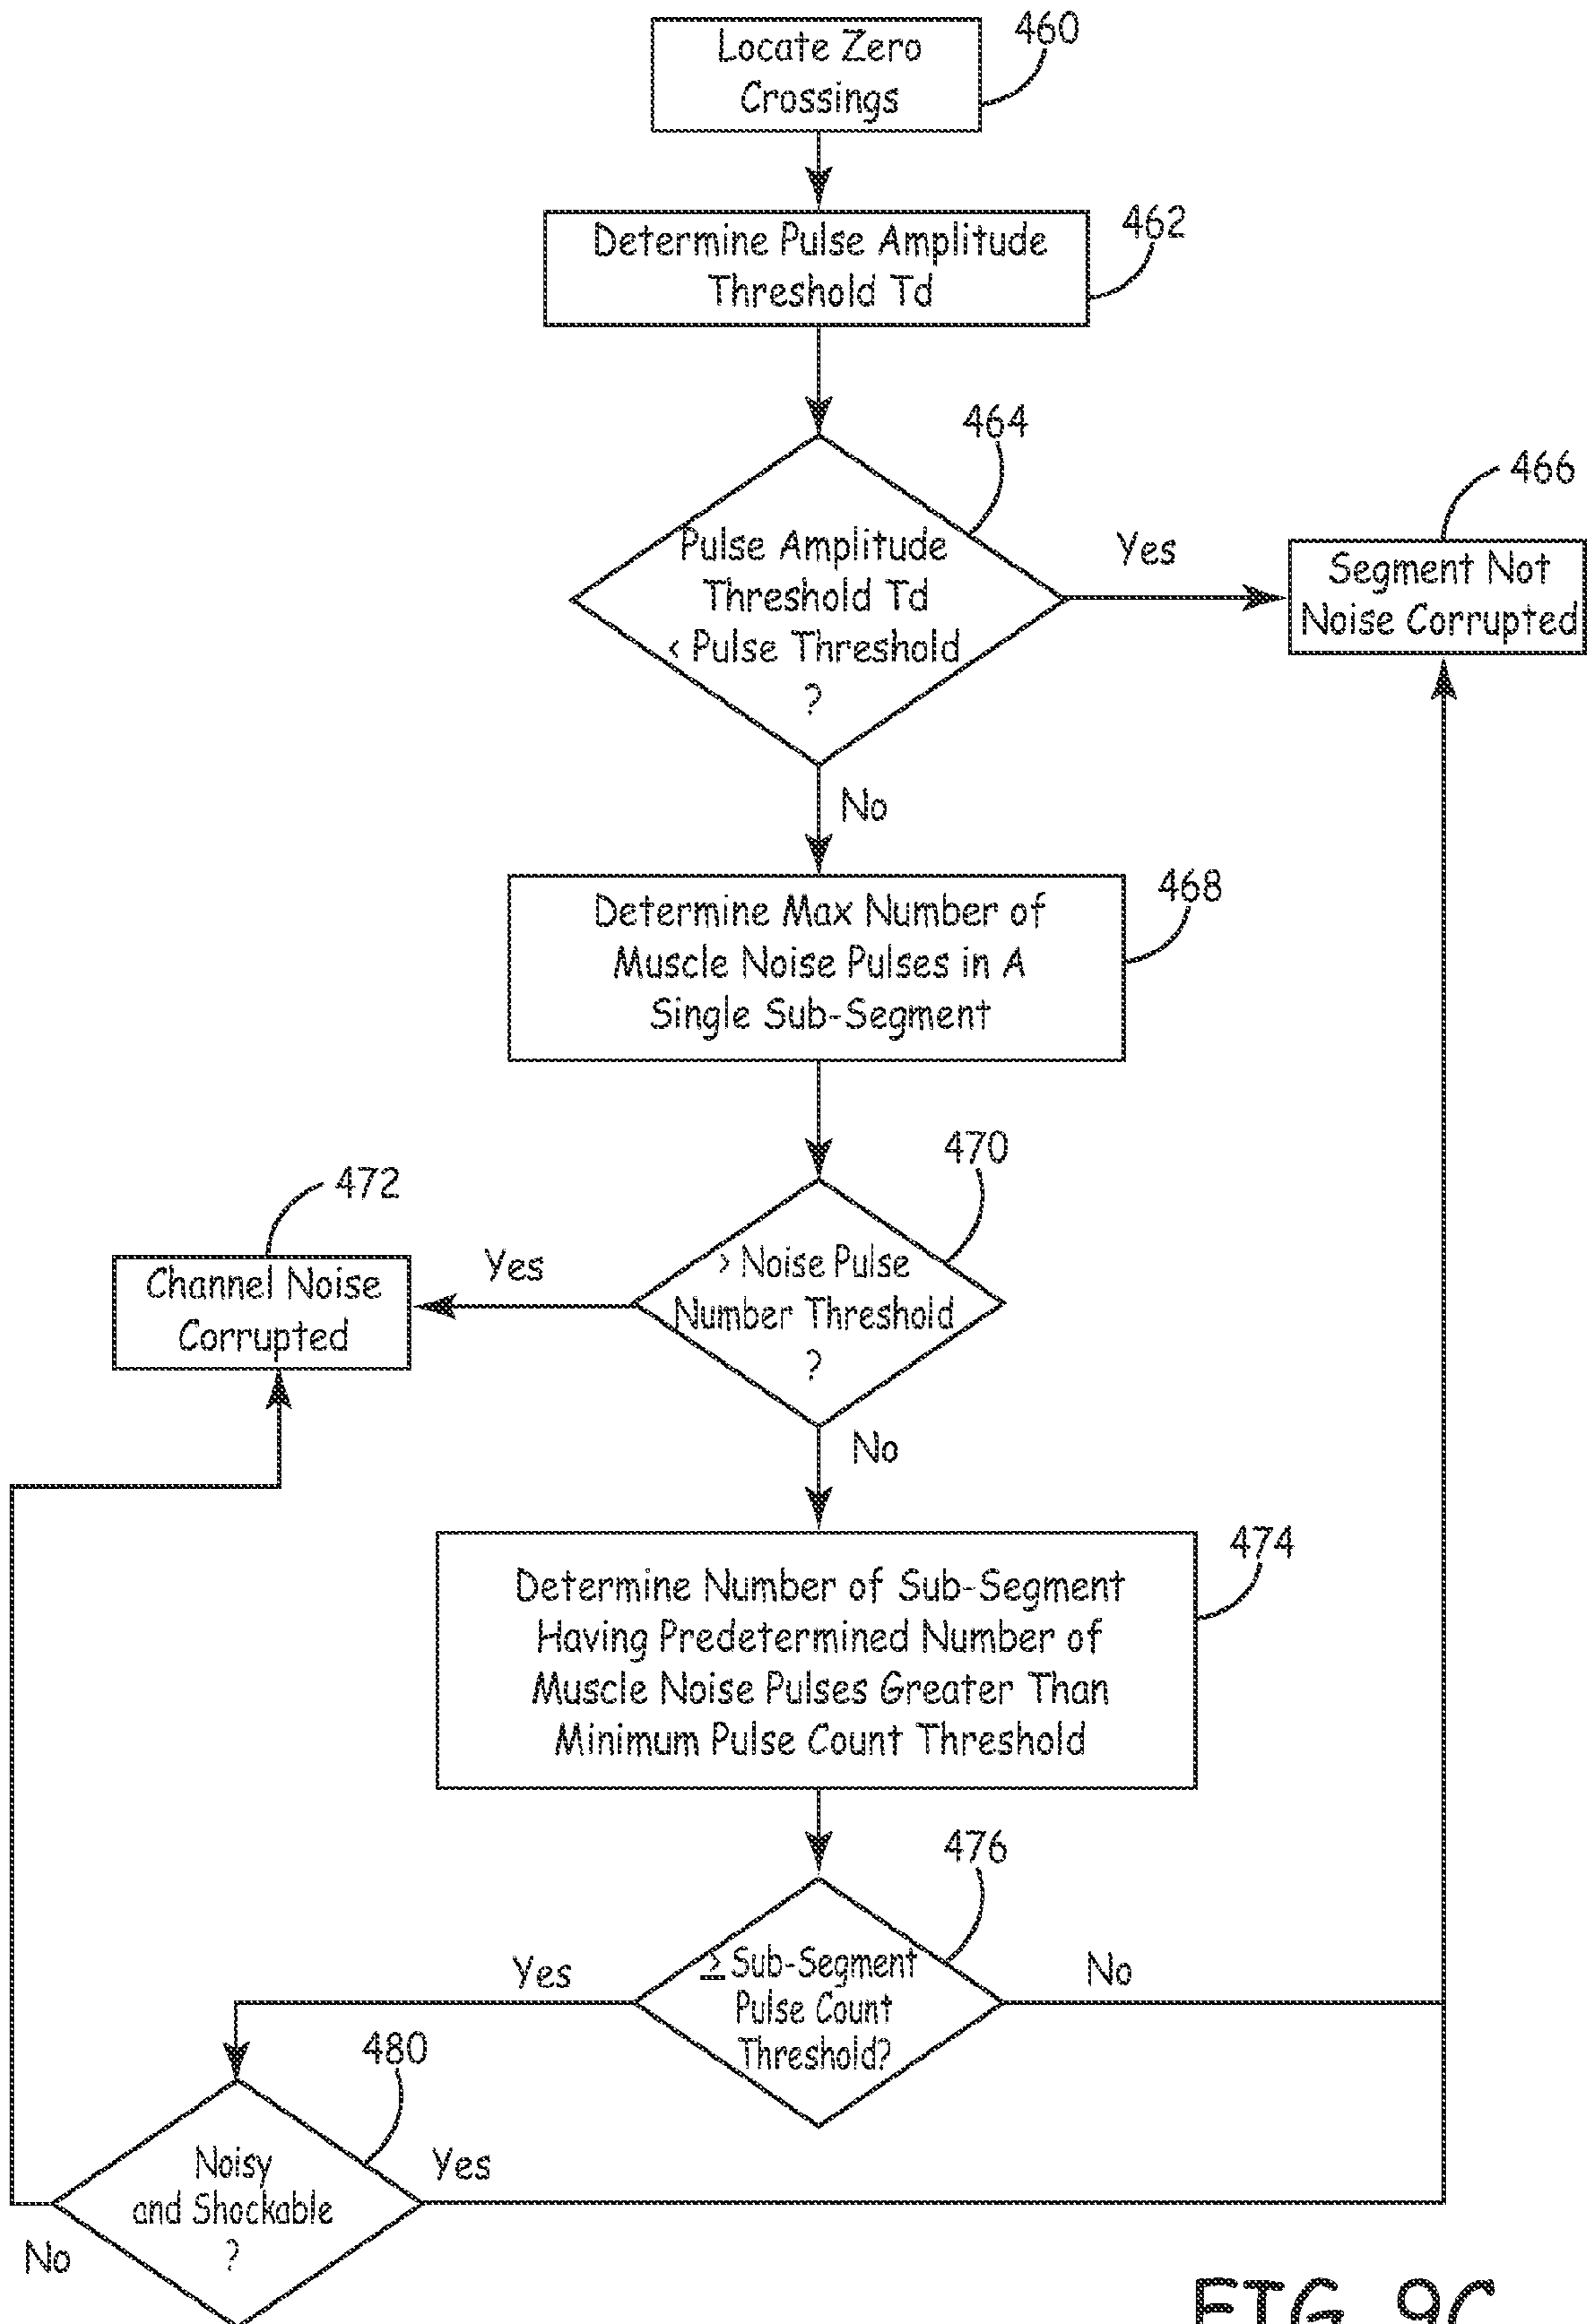 Locate Zero
Crossings
460
Determine Pulse Amplitude
Threshold Td
462
464
Pulse Amplitude
Threshold Td
< Pulse Threshold
?
Yes
466
Segment Not
Noise Corrupted
No
Determine Max Number of
Muscle Noise Pulses in A
Single Sub-Segment
468
470
> Noise Pulse
Number Threshold
?
Yes
472
Channel Noise
Corrupted
No
Determine Number of Sub-Segment
Having Predetermined Number of
Muscle Noise Pulses Greater Than
Minimum Pulse Count Threshold
474
476
≥ Sub-Segment
Pulse Count
Threshold?
Yes
No
480
Noisy
and Shockable
?
Yes
No
FIG. 9C